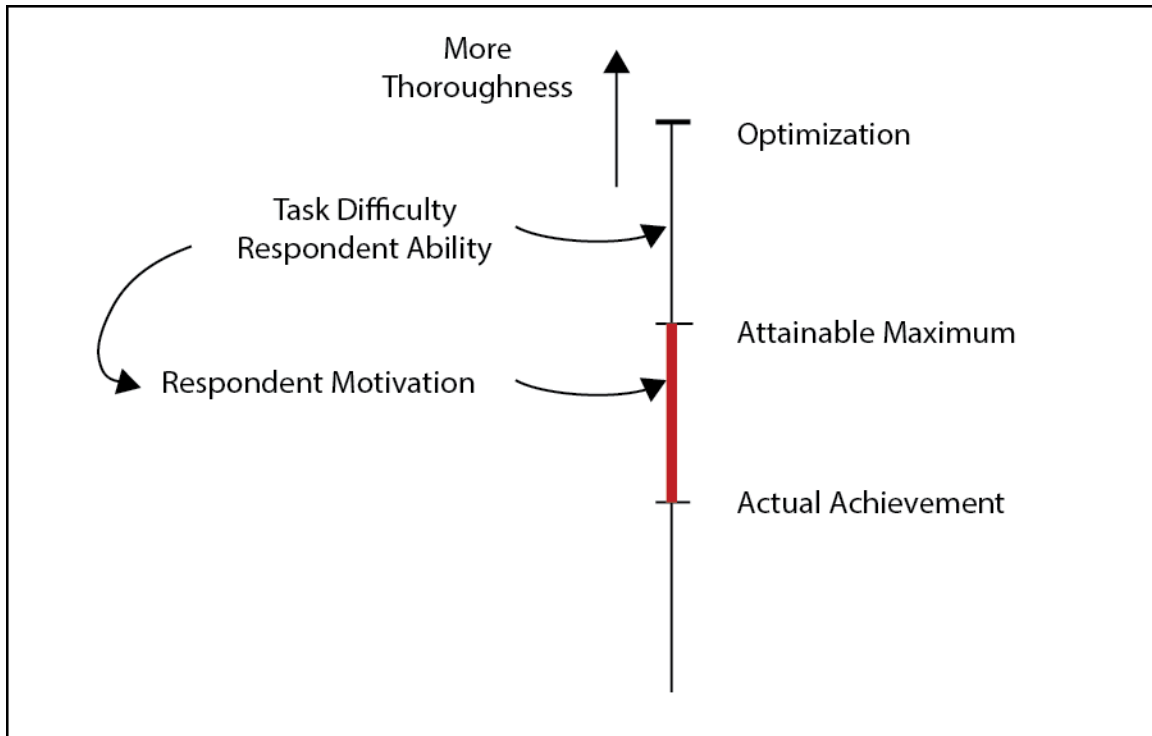 More
Thoroughness
Optimization
Task Difficulty
Respondent Ability
Attainable Maximum
Respondent Motivation
Actual Achievement